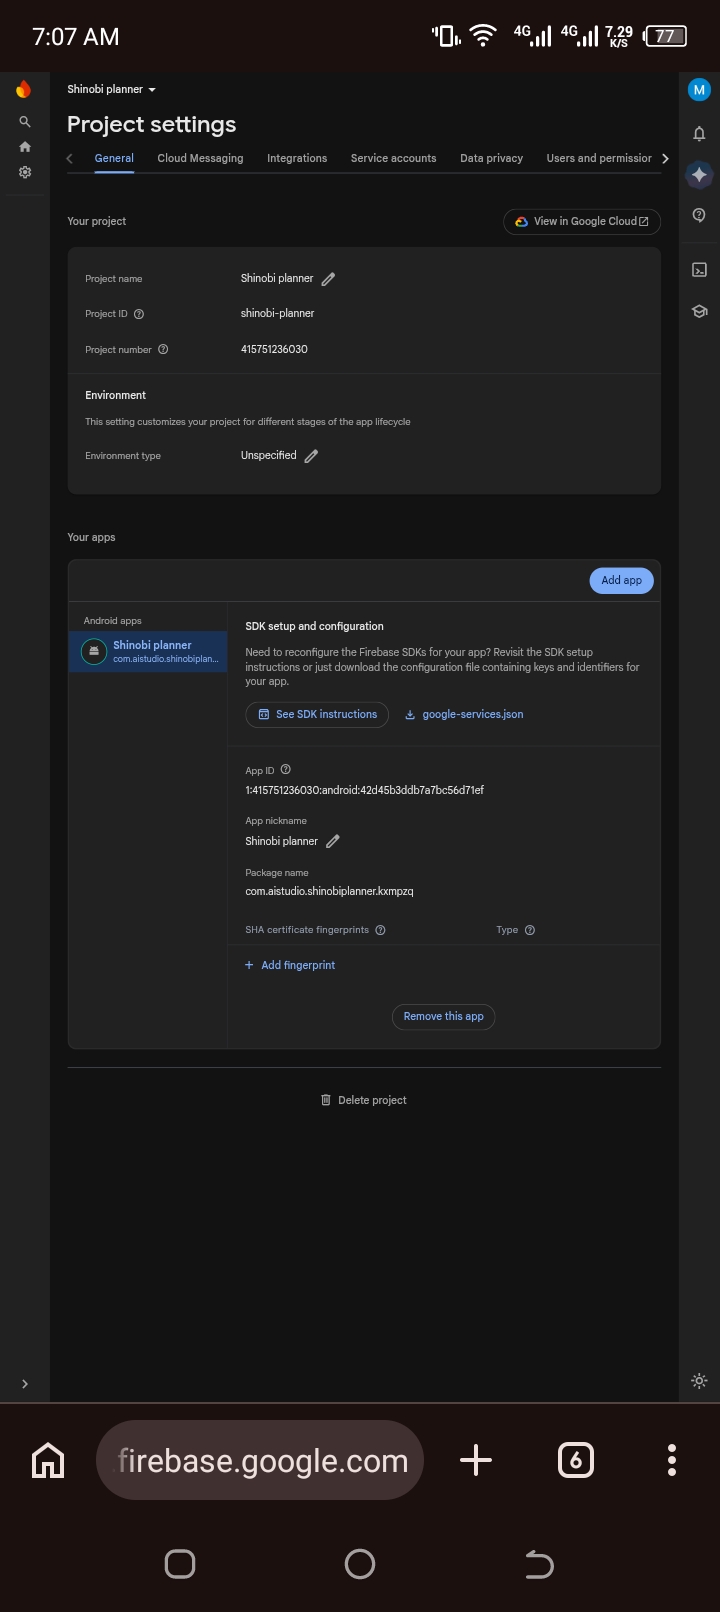 7:07 AM
4G 4G 7.29 K/S 77
Shinobi planner
M
Project settings
General Cloud Messaging Integrations Service accounts Data privacy Users and permission
Your project
View in Google Cloud
Project name Shinobi planner
Project ID shinobi-planner
Project number 415751236030
Environment
This setting customizes your project for different stages of the app lifecycle
Environment type Unspecified
Your apps
Add app
Android apps
Shinobi planner
com.aistudio.shinobiplan...
SDK setup and configuration
Need to reconfigure the Firebase SDKs for your app? Revisit the SDK setup
instructions or just download the configuration file containing keys and identifiers for
your app.
See SDK instructions google-services.json
App ID
1:415751236030:android:42d45b3ddb7a7bc56d71ef
App nickname
Shinobi planner
Package name
com.aistudio.shinobiplanner.kxmpzq
SHA certificate fingerprints Type
+ Add fingerprint
Remove this app
Delete project
.firebase.google.com
6